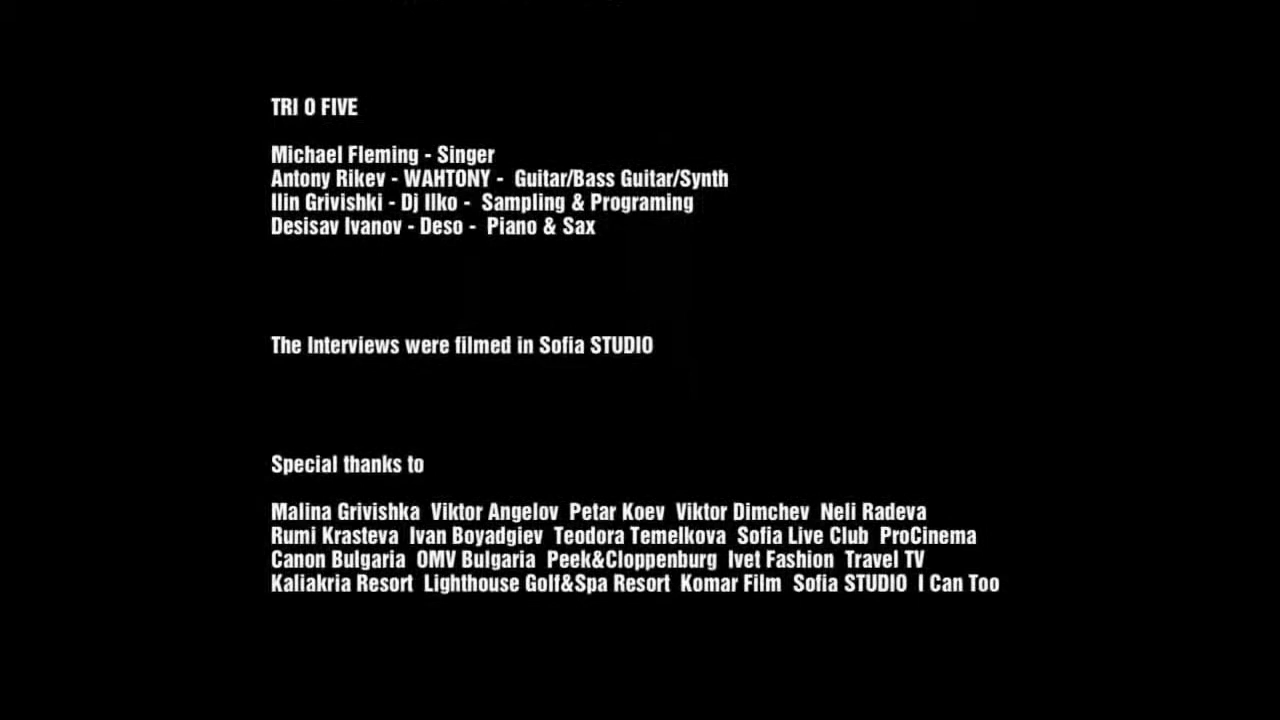 TRI O FIVE
Michael Fleming - Singer
Antony Rikev - WAHTONY - Guitar/Bass Guitar/Synth
Ilin Grivishki - Dj Ilko - Sampling & Programing
Desisav Ivanov - Deso - Piano & Sax
The Interviews were filmed in Sofia STUDIO
Special thanks to
Malina Grivishka Viktor Angelov Petar Koev Viktor Dimchev Neli Radeva
Rumi Krasteva Ivan Boyadgiev Teodora Temelkova Sofia Live Club ProCinema
Canon Bulgaria OMV Bulgaria Peek&Cloppenburg Ivet Fashion Travel TV
Kaliakria Resort Lighthouse Golf&Spa Resort Komar Film Sofia STUDIO I Can Too